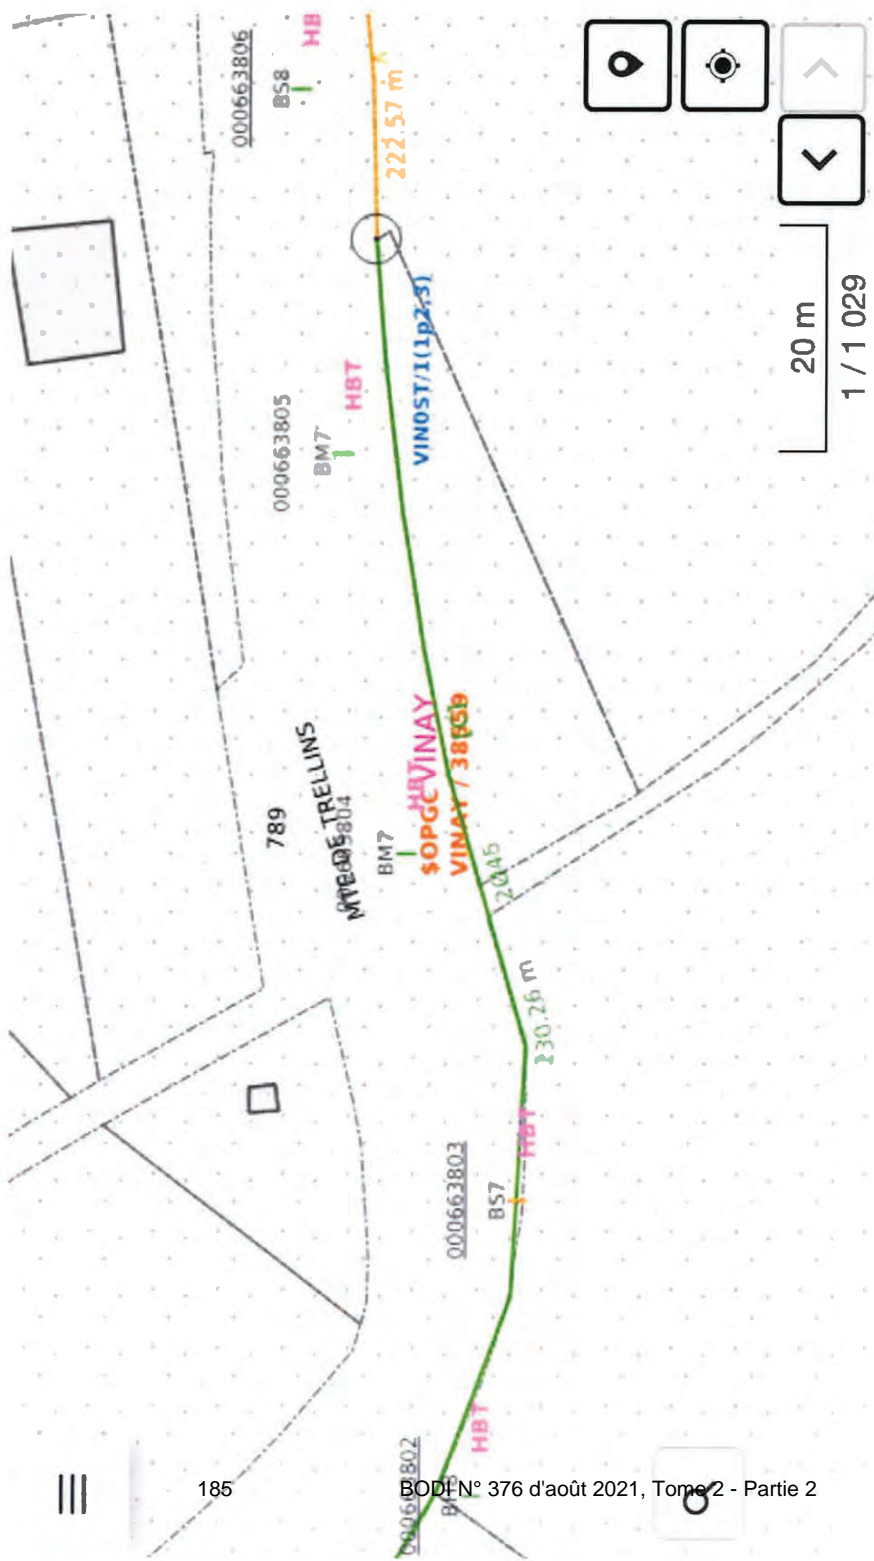 000663806
BS8
HB
222.57 m
000663805
BM7
HBT
VINOST/1(1p2,3)
20 m
1 / 1 029
789
MTE DE TRELLINS
BM7
HBT
VINAY
$OPGC
VINAY / 38559
130.26 m
000663803
BS7
HBT
HBT
000663802
185
BODI N° 376 d'août 2021, Tome 2 - Partie 2